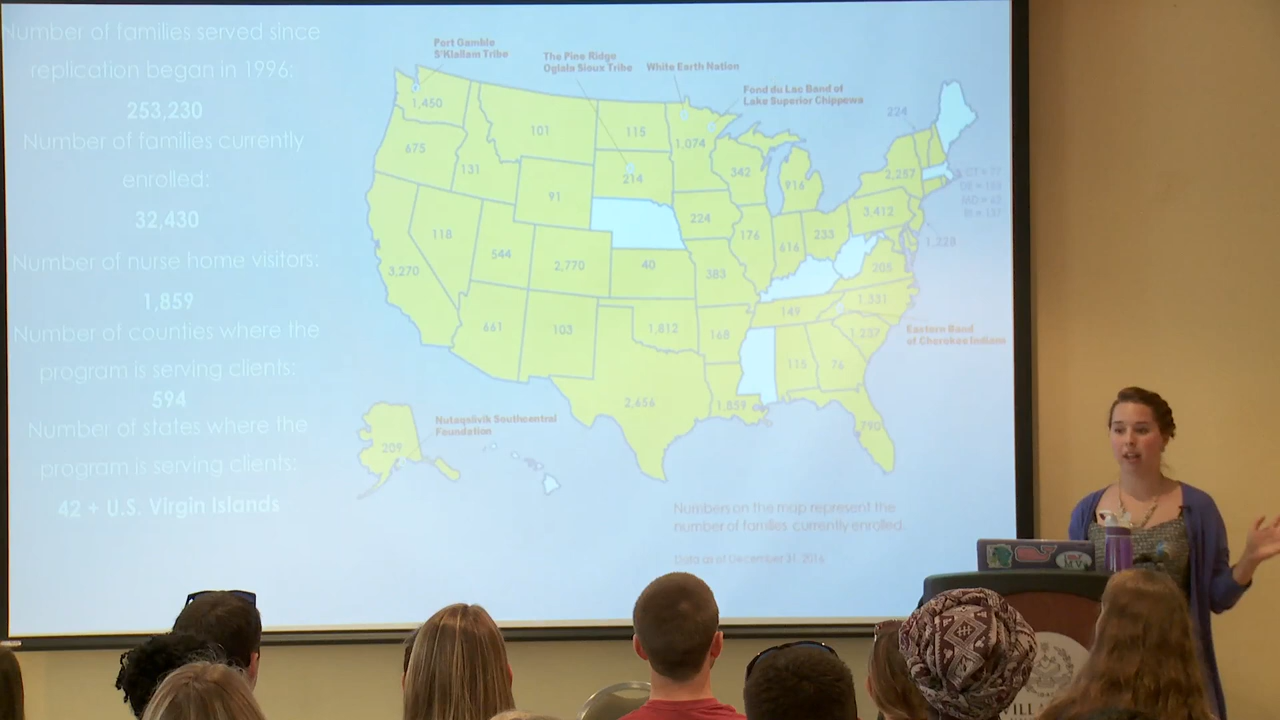 Number of families served since
replication began in 1996:
253,230
Number of families currently
enrolled:
32,430
Number of nurse home visitors:
1,859
Number of counties where the
program is serving clients:
594
Number of states where the
program is serving clients:
42 + U.S. Virgin Islands
Port Gamble
S'Klallam Tribe
The Pine Ridge
Oglala Sioux Tribe
White Earth Nation
Fond du Lac Band of
Lake Superior Chippewa
224
1,450
101
115
1,074
675
131
91
214
342
916
2,257
3,412
118
544
2,770
40
224
176
616
233
1,228
3,270
383
205
661
103
1,812
168
149
1,331
1,237
Eastern Band
of Cherokee Indians
115
76
2,656
1,859
790
209
Nutaqsiivik Southcentral
Foundation
Numbers on the map represent the
number of families currently enrolled.
Data as of December 31, 2016